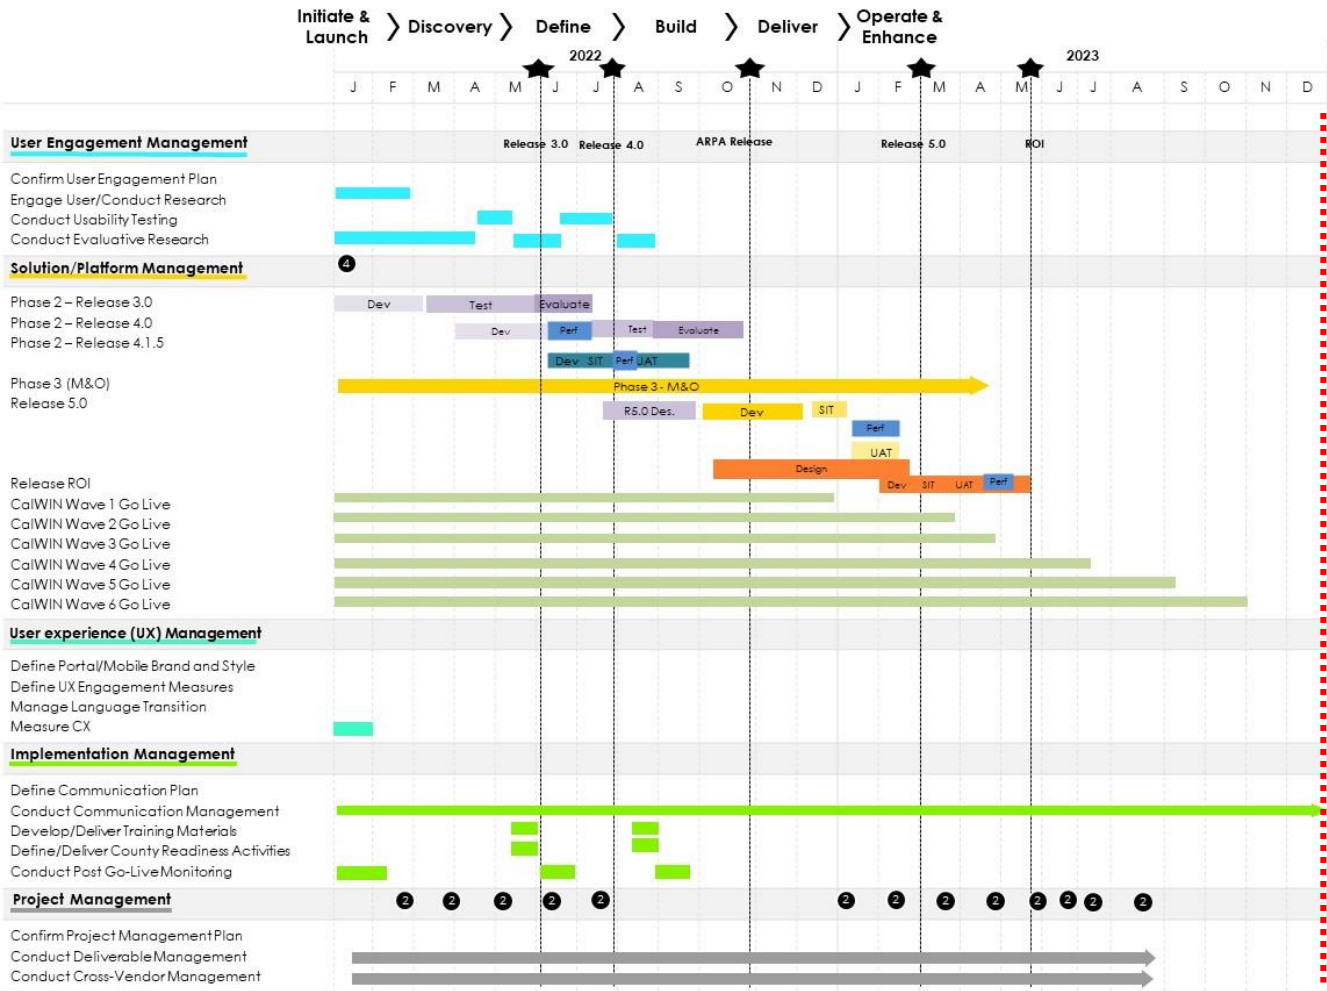 Initiate &
Launch
Discovery
Define
Build
Deliver
Operate &
Enhance
2022
2023
J F M A M J J A S O N D J F M A M J J A S O N D
User Engagement Management
Release 3.0
Release 4.0
ARPA Release
Release 5.0
ROI
Confirm User Engagement Plan
Engage User/Conduct Research
Conduct Usability Testing
Conduct Evaluative Research
Solution/Platform Management
4
Phase 2 – Release 3.0
Dev Test Evaluate
Phase 2 – Release 4.0
Dev Perf Test Evaluate
Phase 2 – Release 4.1.5
Dev SIT Perf UAT
Phase 3 (M&O)
Phase 3 - M&O
Release 5.0
R5.0 Des. Dev SIT
Perf
UAT
Design
Release ROI
Dev SIT UAT Perf
CalWIN Wave 1 Go Live
CalWIN Wave 2 Go Live
CalWIN Wave 3 Go Live
CalWIN Wave 4 Go Live
CalWIN Wave 5 Go Live
CalWIN Wave 6 Go Live
User experience (UX) Management
Define Portal/Mobile Brand and Style
Define UX Engagement Measures
Manage Language Transition
Measure CX
Implementation Management
Define Communication Plan
Conduct Communication Management
Develop/Deliver Training Materials
Define/Deliver County Readiness Activities
Conduct Post Go-Live Monitoring
Project Management
2 2 2 2 2 2 2 2 2 2 2 2 2
Confirm Project Management Plan
Conduct Deliverable Management
Conduct Cross-Vendor Management